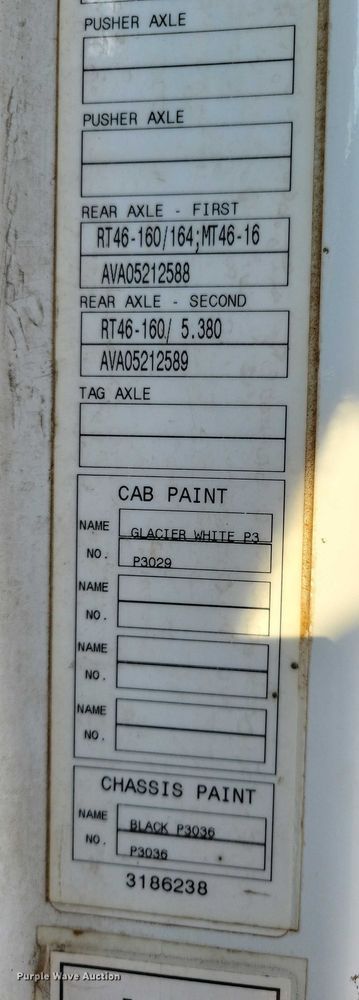 PUSHER AXLE
PUSHER AXLE
REAR AXLE - FIRST
RT46-160/164;MT46-16
AVA05212588
REAR AXLE - SECOND
RT46-160/ 5.380
AVA05212589
TAG AXLE
CAB PAINT
NAME GLACIER WHITE P3
NO. P3029
NAME
NO.
NAME
NO.
NAME
NO.
CHASSIS PAINT
NAME BLACK P3036
NO. P3036
3186238
Purple Wave Auction